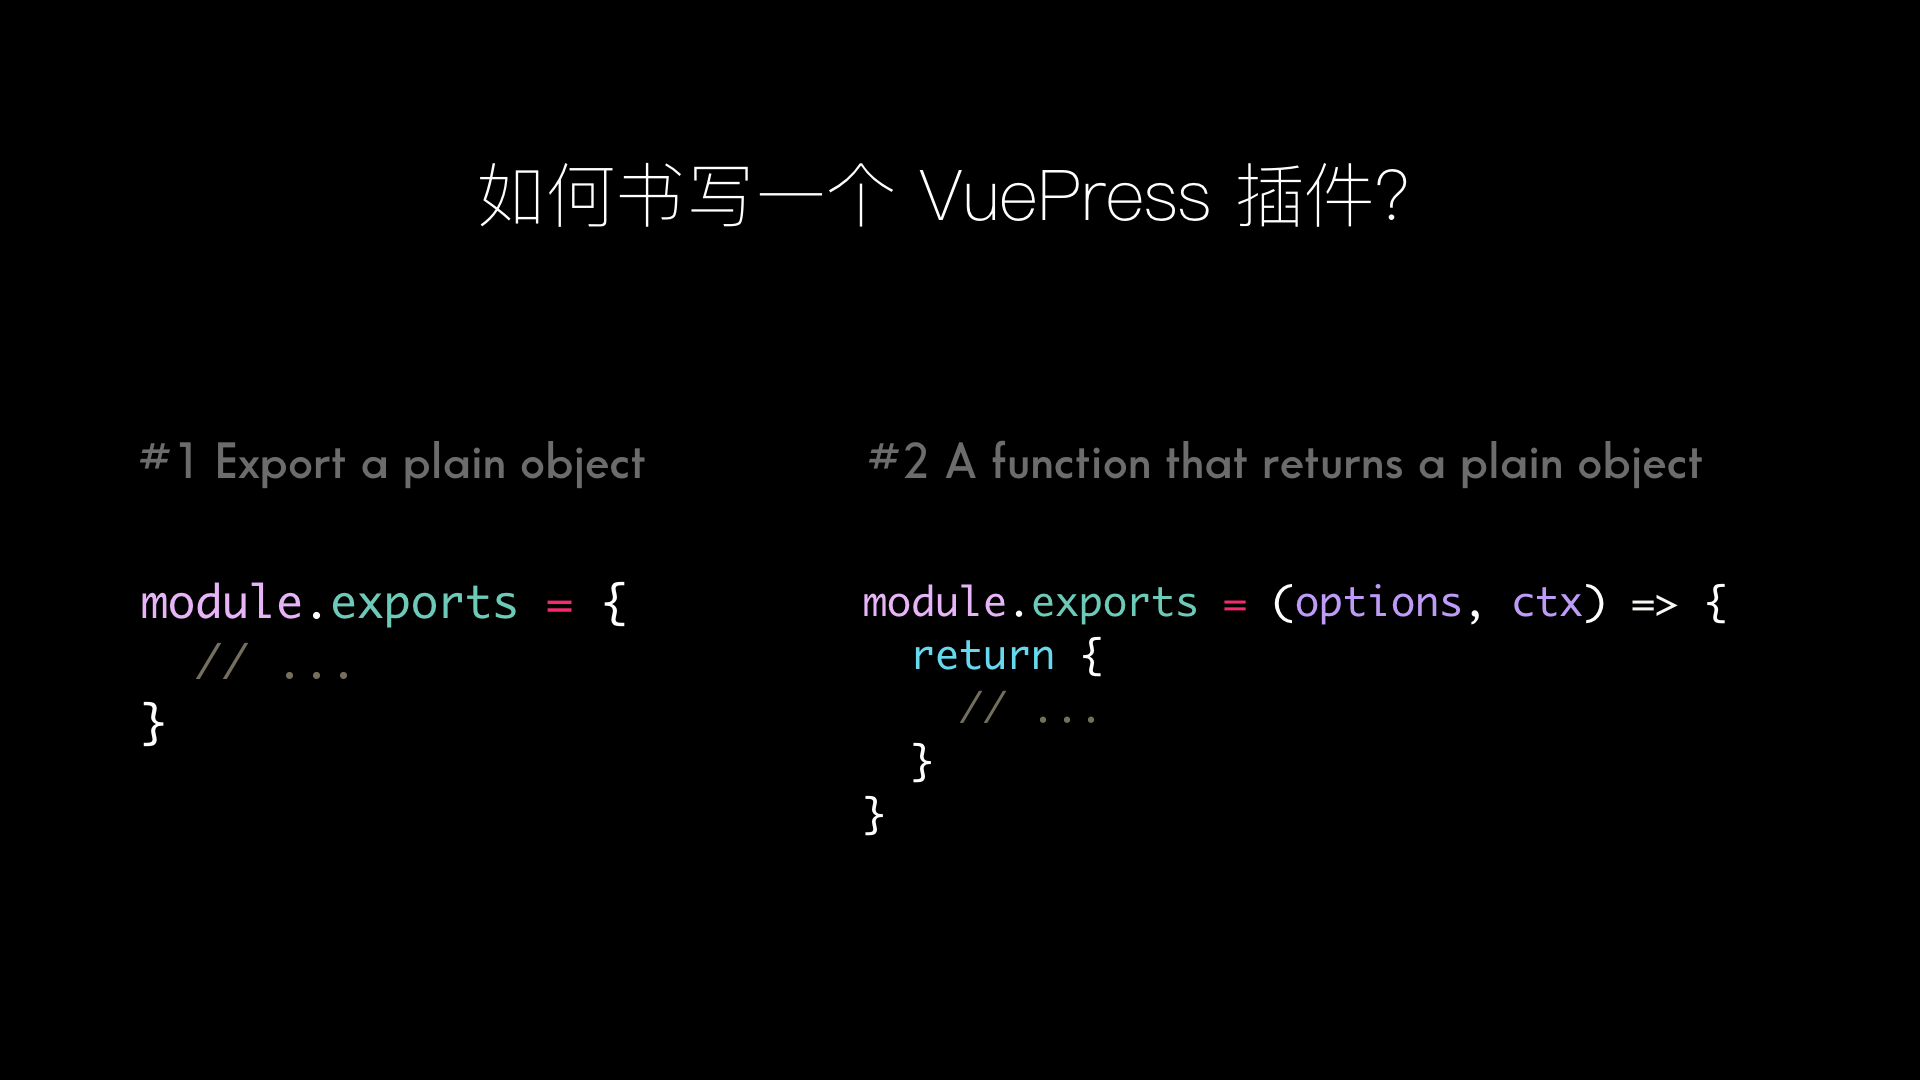 如何书写一个 VuePress 插件?
#1 Export a plain object
module.exports = {
  // ...
}
#2 A function that returns a plain object
module.exports = (options, ctx) => {
  return {
    // ...
  }
}